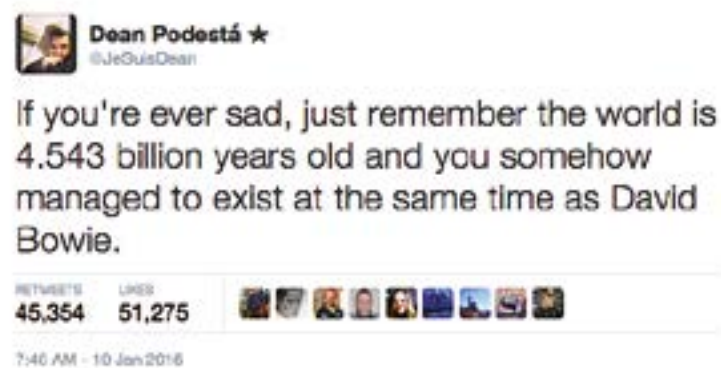 Dean Podestá ★
@JeSuisDean
If you're ever sad, just remember the world is
4.543 billion years old and you somehow
managed to exist at the same time as David
Bowie.
RETWEETS LIKES
45,354 51,275
7:40 AM - 10 Jan 2016